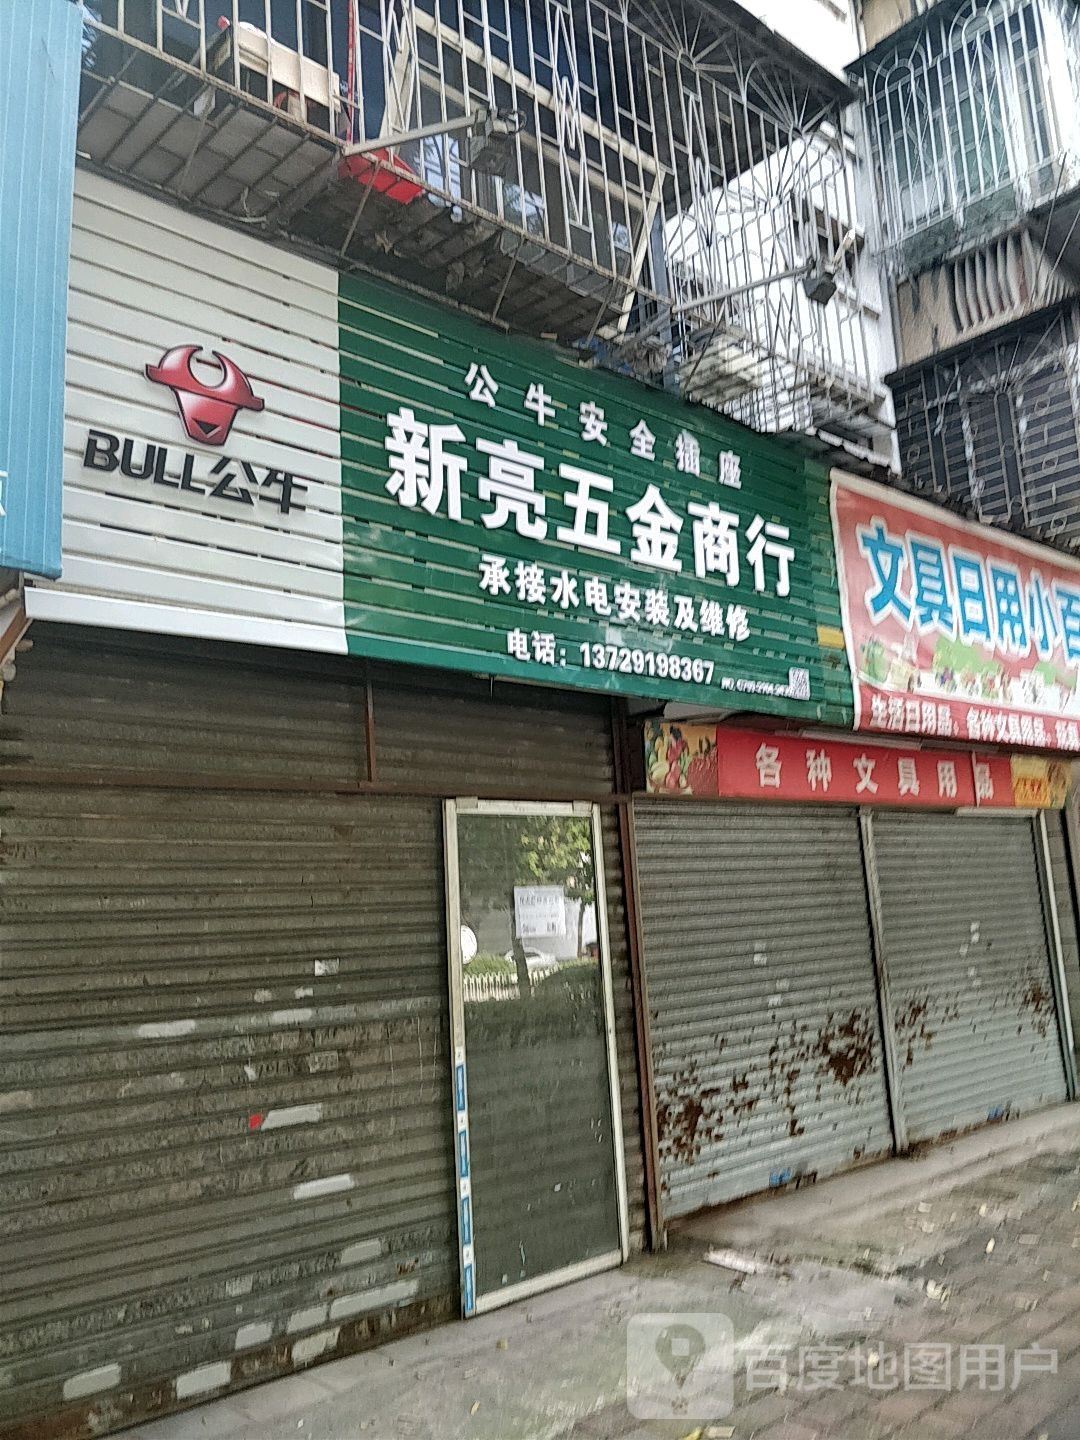 BULL公牛
公牛安全插座
新亮五金商行
承接水电安装及维修
电话：13729198367
文具日用小百
生活日用品、各种文具用品、
各种文具用品
百度地图用户